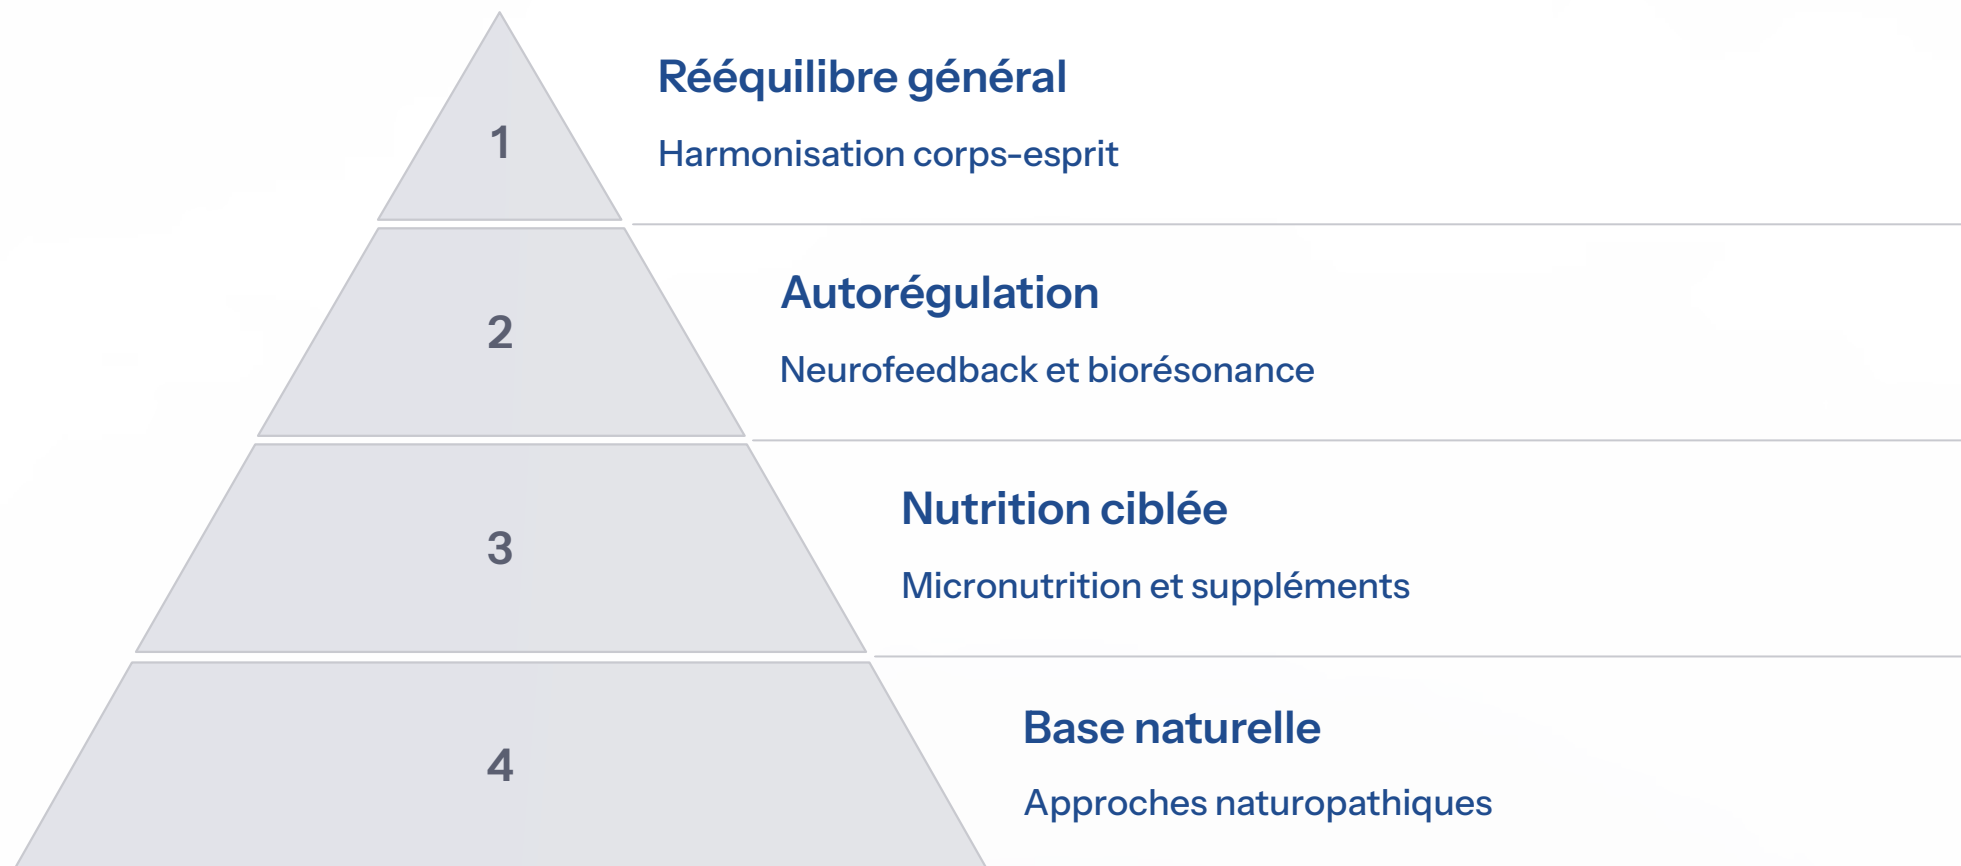 1
Rééquilibre général
Harmonisation corps-esprit
2
Autorégulation
Neurofeedback et biorésonance
3
Nutrition ciblée
Micronutrition et suppléments
4
Base naturelle
Approches naturopathiques